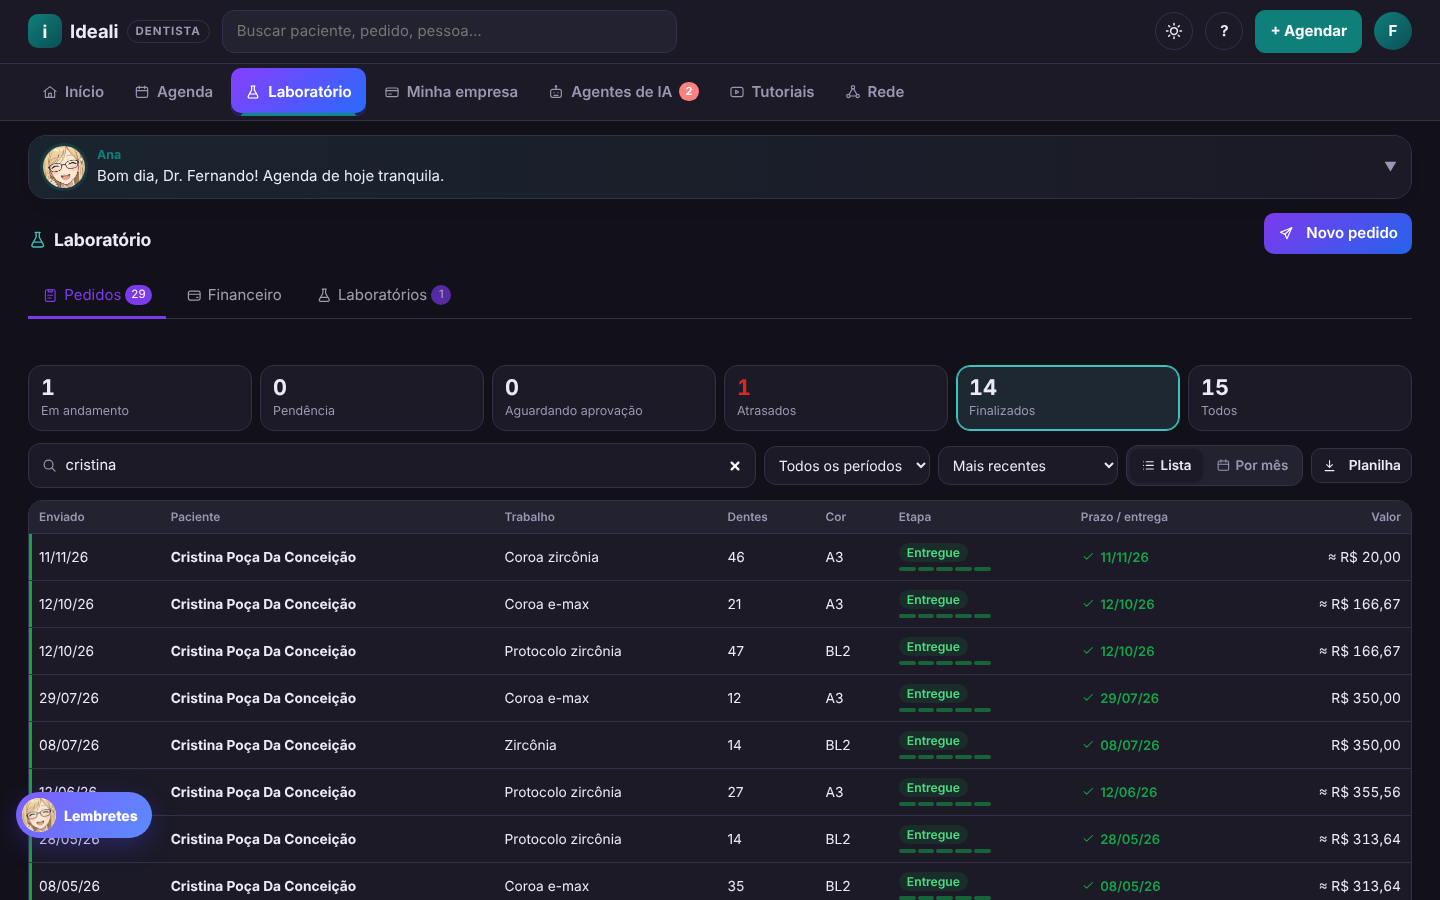 i Ideali DENTISTA Buscar paciente, pedido, pessoa... ? + Agendar F
Início Agenda Laboratório Minha empresa Agentes de IA 2 Tutoriais Rede
Ana
Bom dia, Dr. Fernando! Agenda de hoje tranquila.
Laboratório Novo pedido
Pedidos 29 Financeiro Laboratórios 1
1 0 0 1 14 15
Em andamento Pendência Aguardando aprovação Atrasados Finalizados Todos
cristina Todos os períodos Mais recentes Lista Por mês Planilha
Enviado Paciente Trabalho Dentes Cor Etapa Prazo / entrega Valor
11/11/26 Cristina Poça Da Conceição Coroa zircônia 46 A3 Entregue ✓ 11/11/26 ≈ R$ 20,00
12/10/26 Cristina Poça Da Conceição Coroa e-max 21 A3 Entregue ✓ 12/10/26 ≈ R$ 166,67
12/10/26 Cristina Poça Da Conceição Protocolo zircônia 47 BL2 Entregue ✓ 12/10/26 ≈ R$ 166,67
29/07/26 Cristina Poça Da Conceição Coroa e-max 12 A3 Entregue ✓ 29/07/26 R$ 350,00
08/07/26 Cristina Poça Da Conceição Zircônia 14 BL2 Entregue ✓ 08/07/26 R$ 350,00
12/06/26 Cristina Poça Da Conceição Protocolo zircônia 27 A3 Entregue ✓ 12/06/26 ≈ R$ 355,56
Lembretes
28/05/26 Cristina Poça Da Conceição Protocolo zircônia 14 BL2 Entregue ✓ 28/05/26 ≈ R$ 313,64
08/05/26 Cristina Poça Da Conceição Coroa e-max 35 BL2 Entregue ✓ 08/05/26 ≈ R$ 313,64